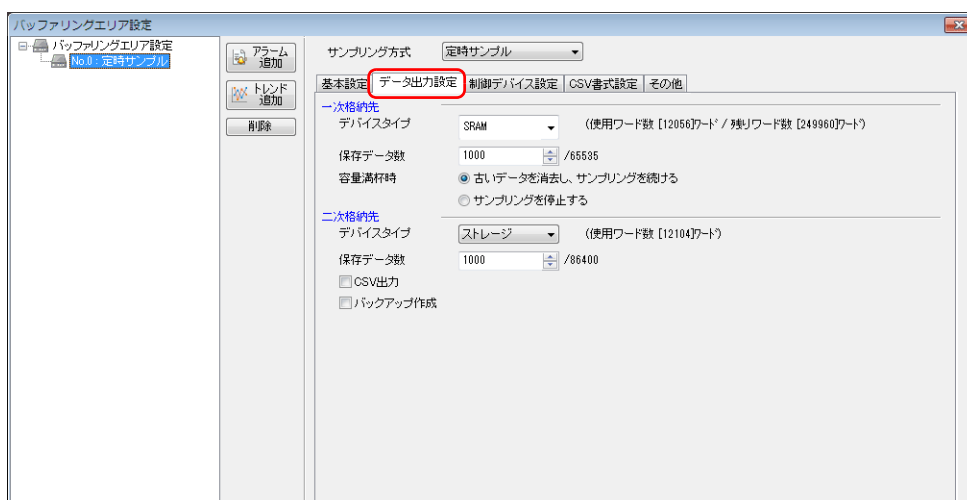 バッファリングエリア設定
バッファリングエリア設定
No.0 : 定時サンプル
アラーム
追加
トレンド
追加
削除
サンプリング方式 定時サンプル
基本設定 データ出力設定 制御デバイス設定 CSV書式設定 その他
一次格納先
デバイスタイプ SRAM (使用ワード数 [12056]ワード / 残りワード数 [249960]ワード)
保存データ数 1000 /65535
容量満杯時 古いデータを消去し、サンプリングを続ける
サンプリングを停止する
二次格納先
デバイスタイプ ストレージ (使用ワード数 [12104]ワード)
保存データ数 1000 /86400
CSV出力
バックアップ作成